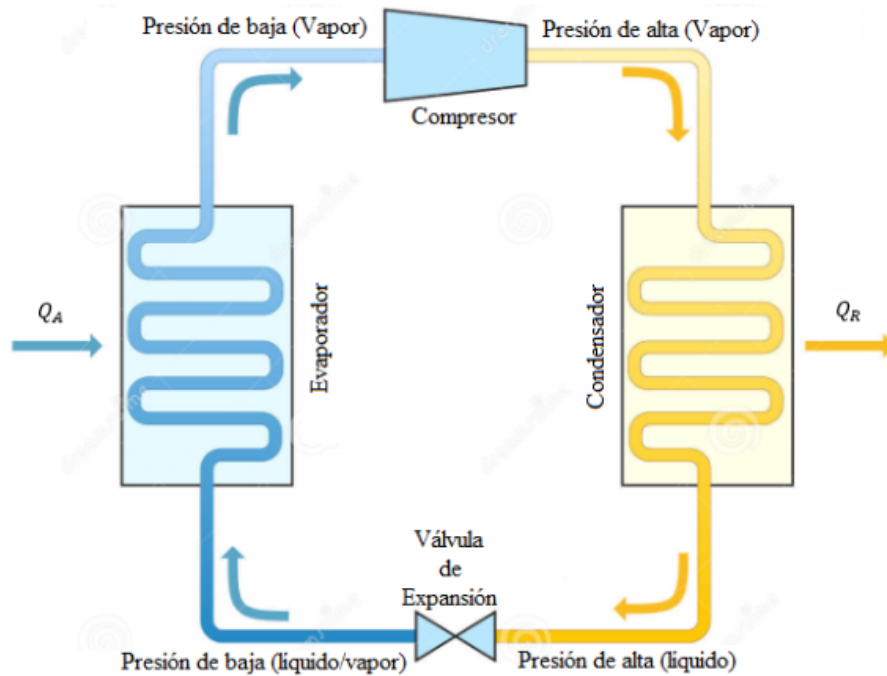 Presión de baja (Vapor)
Presión de alta (Vapor)
Compresor
Q_A
Evaporador
Condensador
Q_R
Válvula
de
Expansión
Presión de baja (líquido/vapor)
Presión de alta (líquido)